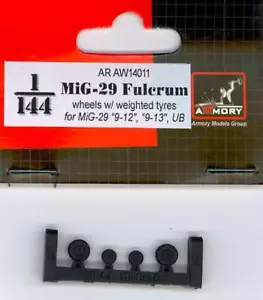 AR AW14011
1/144
MiG-29 Fulcrum
wheels w/ weighted tyres
for MiG-29 "9-12", "9-13", UB
ARMORY
Armory Models Group